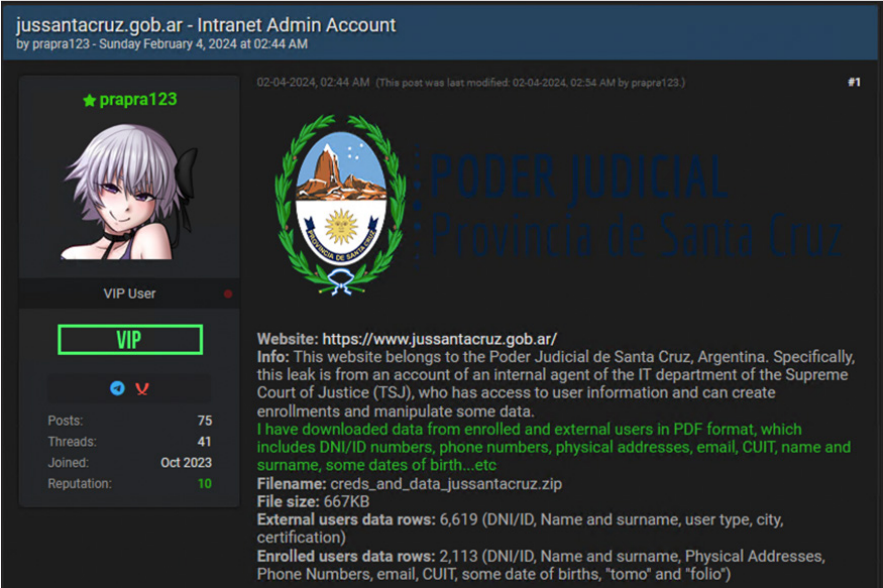 jussantacruz.gob.ar - Intranet Admin Account
by prapra123 - Sunday February 4, 2024 at 02:44 AM
prapra123
VIP User
VIP
Posts: 75
Threads: 41
Joined: Oct 2023
Reputation: 10
02-04-2024, 02:44 AM (This post was last modified: 02-04-2024, 02:54 AM by prapra123.)
#1
PROVINCIA DE SANTA CRUZ
PODER JUDICIAL
Provincia de Santa Cruz
Website: https://www.jussantacruz.gob.ar/
Info: This website belongs to the Poder Judicial de Santa Cruz, Argentina. Specifically,
this leak is from an account of an internal agent of the IT department of the Supreme
Court of Justice (TSJ), who has access to user information and can create
enrollments and manipulate some data.
I have downloaded data from enrolled and external users in PDF format, which
includes DNI/ID numbers, phone numbers, physical addresses, email, CUIT, name and
surname, some dates of birth...etc
Filename: creds_and_data_jussantacruz.zip
File size: 667KB
External users data rows: 6,619 (DNI/ID, Name and surname, user type, city,
certification)
Enrolled users data rows: 2,113 (DNI/ID, Name and surname, Physical Addresses,
Phone Numbers, email, CUIT, some date of births, "tomo" and "folio")